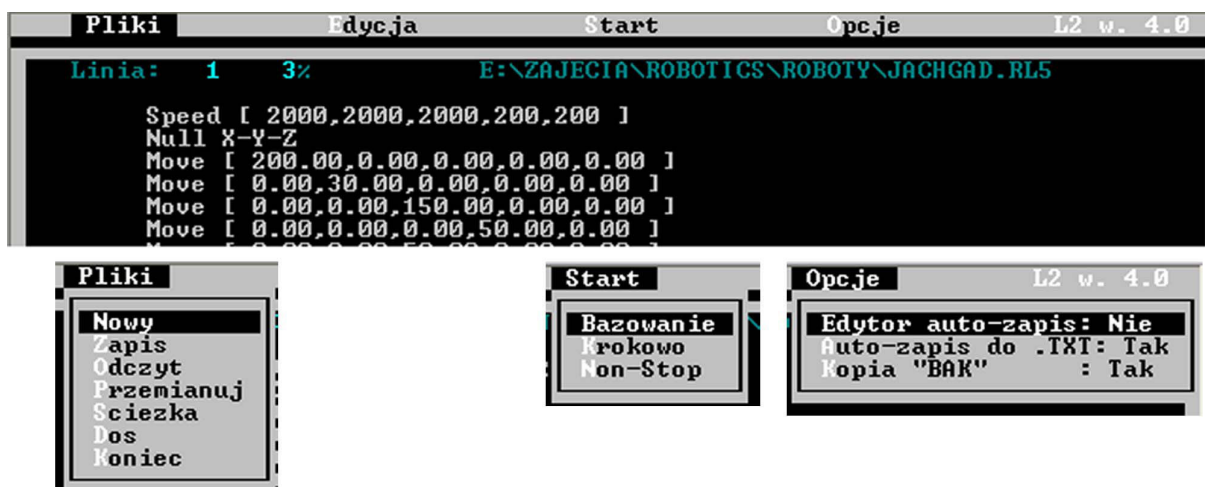 Pliki Edycja Start Opcje L2 w. 4.0
Linia: 1 3% E:\ZAJECIA\ROBOTICS\ROBOTY\JACHGAD.RL5
Speed [ 2000,2000,2000,200,200 ]
Null X-Y-Z
Move [ 200.00,0.00,0.00,0.00,0.00 ]
Move [ 0.00,30.00,0.00,0.00,0.00 ]
Move [ 0.00,0.00,150.00,0.00,0.00 ]
Move [ 0.00,0.00,0.00,50.00,0.00 ]
Pliki
Nowy
Zapis
Odczyt
Przemianuj
Sciezka
Dos
Koniec
Start
Bazowanie
Krokowo
Non-Stop
Opcje L2 w. 4.0
Edytor auto-zapis: Nie
Auto-zapis do .TXT: Tak
Kopia "BAK" : Tak